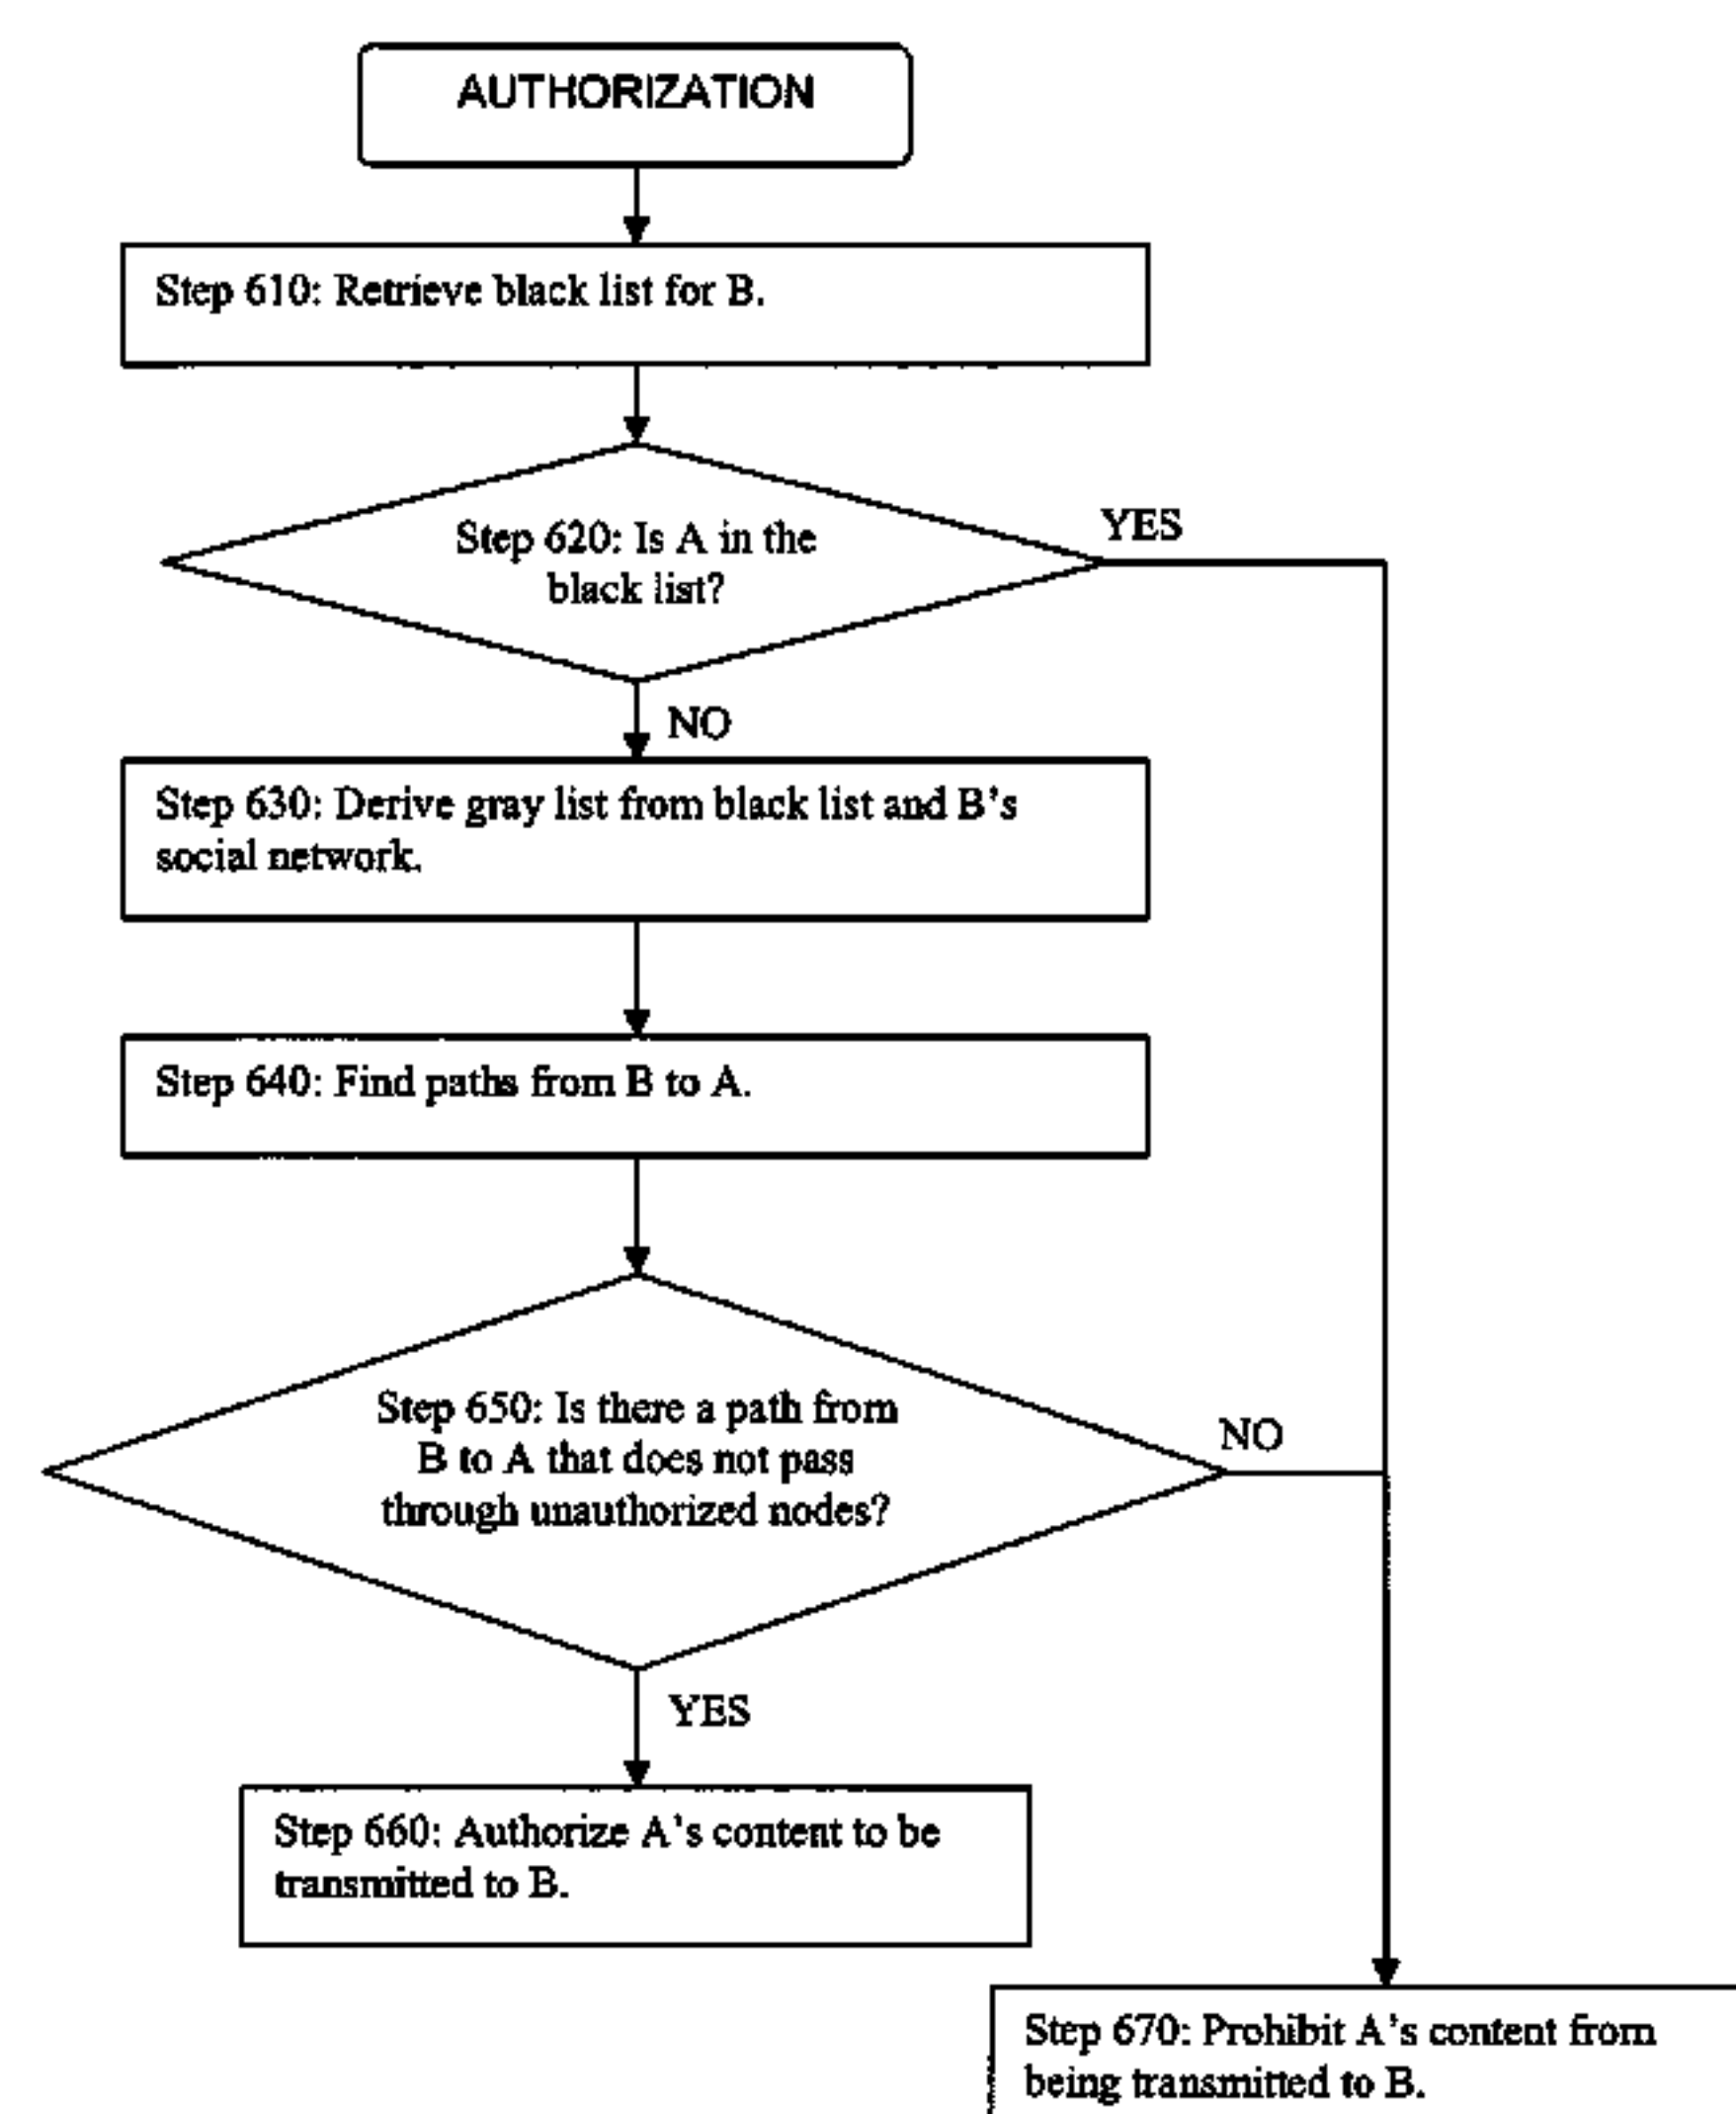 AUTHORIZATION
Step 610: Retrieve black list for B.
Step 620: Is A in the
black list?
YES
NO
Step 630: Derive gray list from black list and B's
social network.
Step 640: Find paths from B to A.
Step 650: Is there a path from
B to A that does not pass
through unauthorized nodes?
NO
YES
Step 660: Authorize A's content to be
transmitted to B.
Step 670: Prohibit A's content from
being transmitted to B.